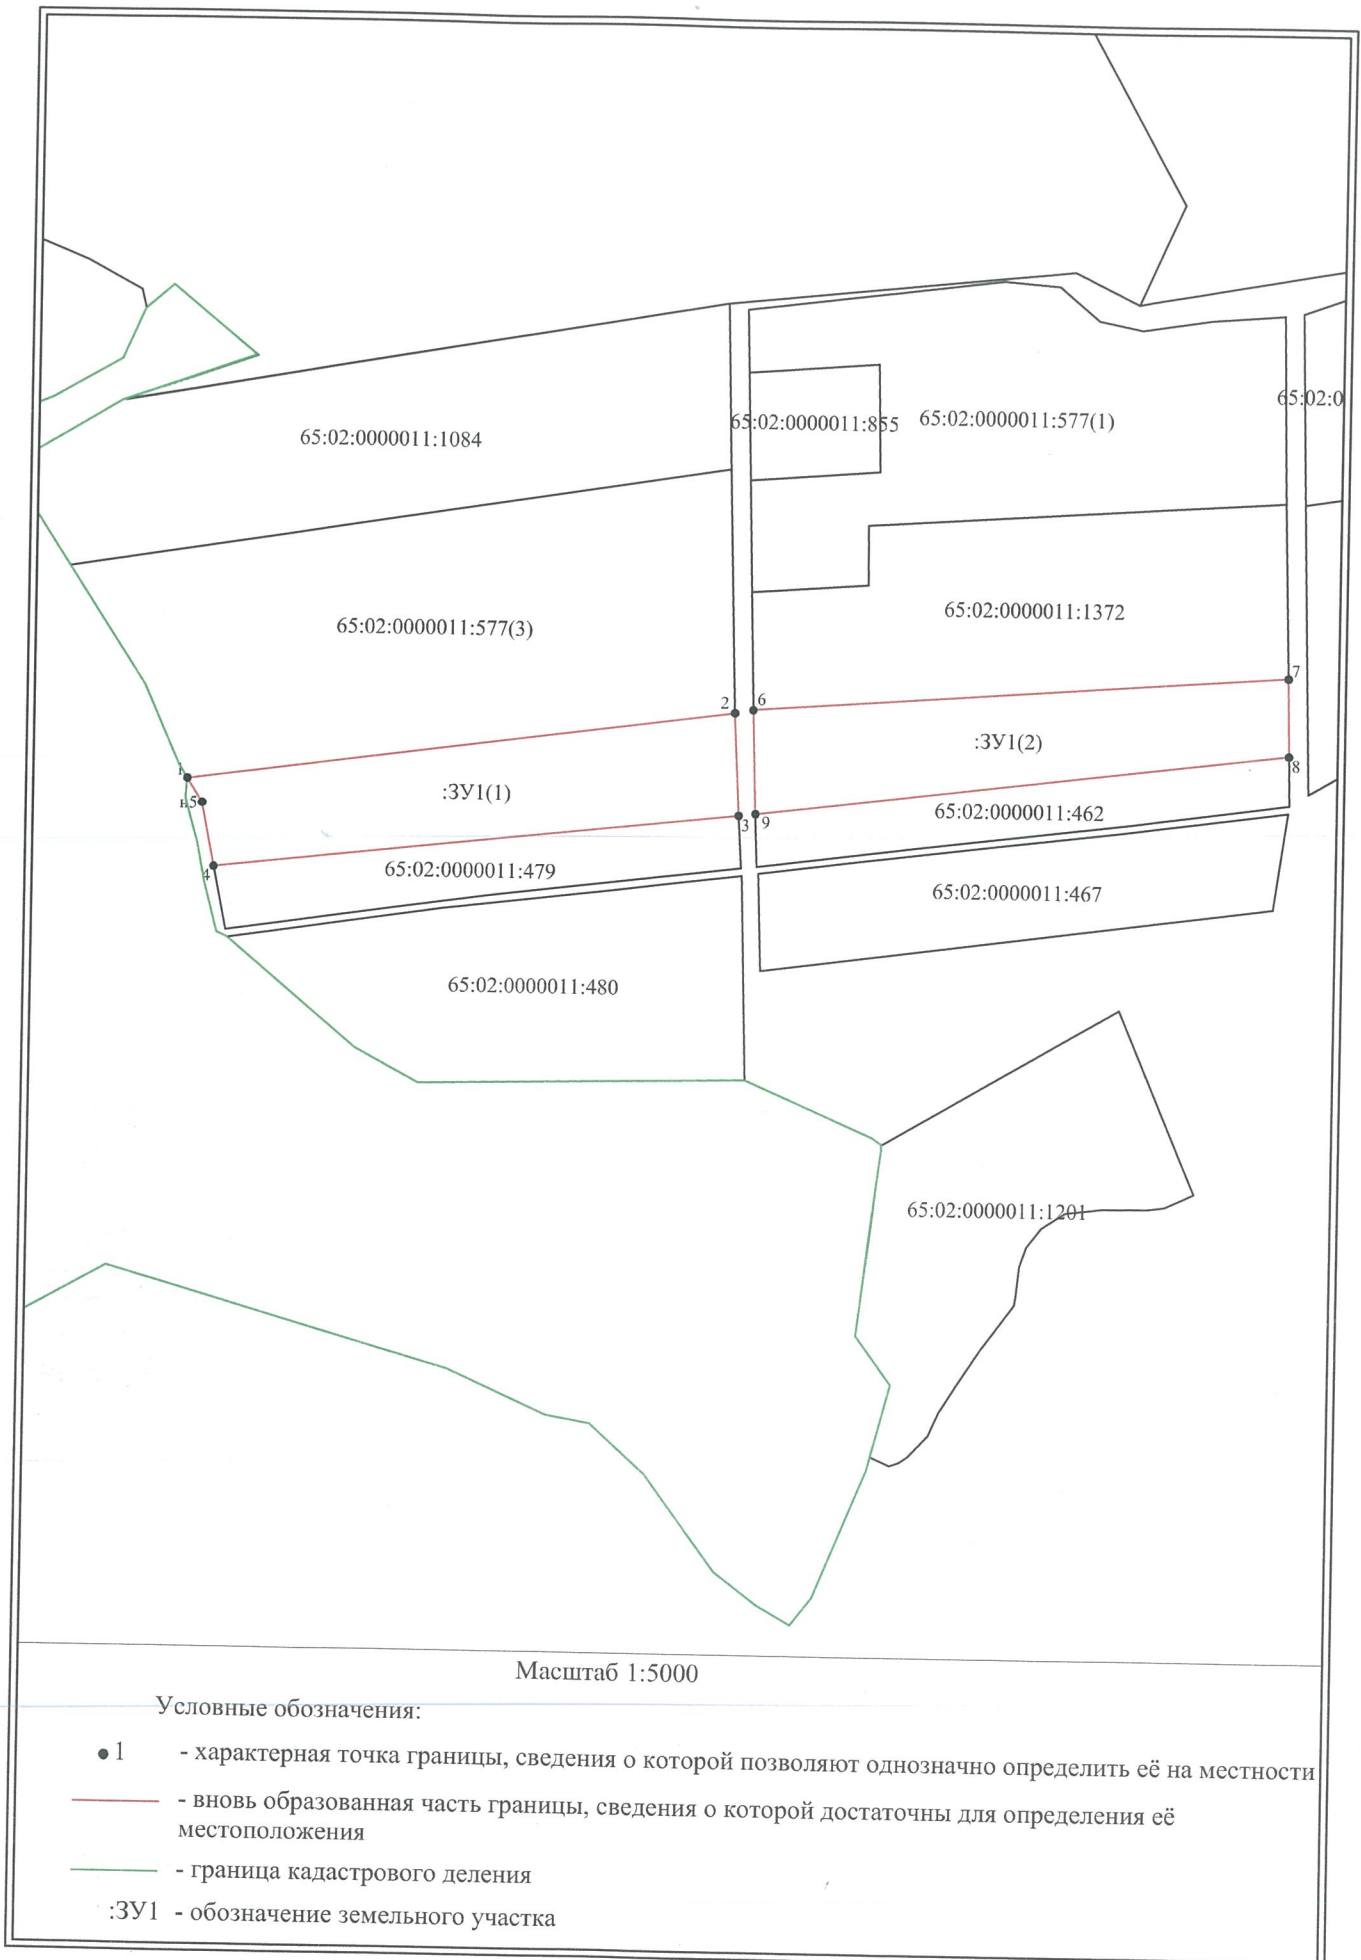 65:02:0
65:02:0000011:1084
65:02:0000011:855
65:02:0000011:577(1)
65:02:0000011:577(3)
65:02:0000011:1372
7
2
6
:ЗУ1(2)
8
1
н5
:ЗУ1(1)
3
9
65:02:0000011:462
4
65:02:0000011:479
65:02:0000011:467
65:02:0000011:480
65:02:0000011:1201
Масштаб 1:5000
Условные обозначения:
1 - характерная точка границы, сведения о которой позволяют однозначно определить её на местности
- вновь образованная часть границы, сведения о которой достаточны для определения её
местоположения
- граница кадастрового деления
:ЗУ1 - обозначение земельного участка